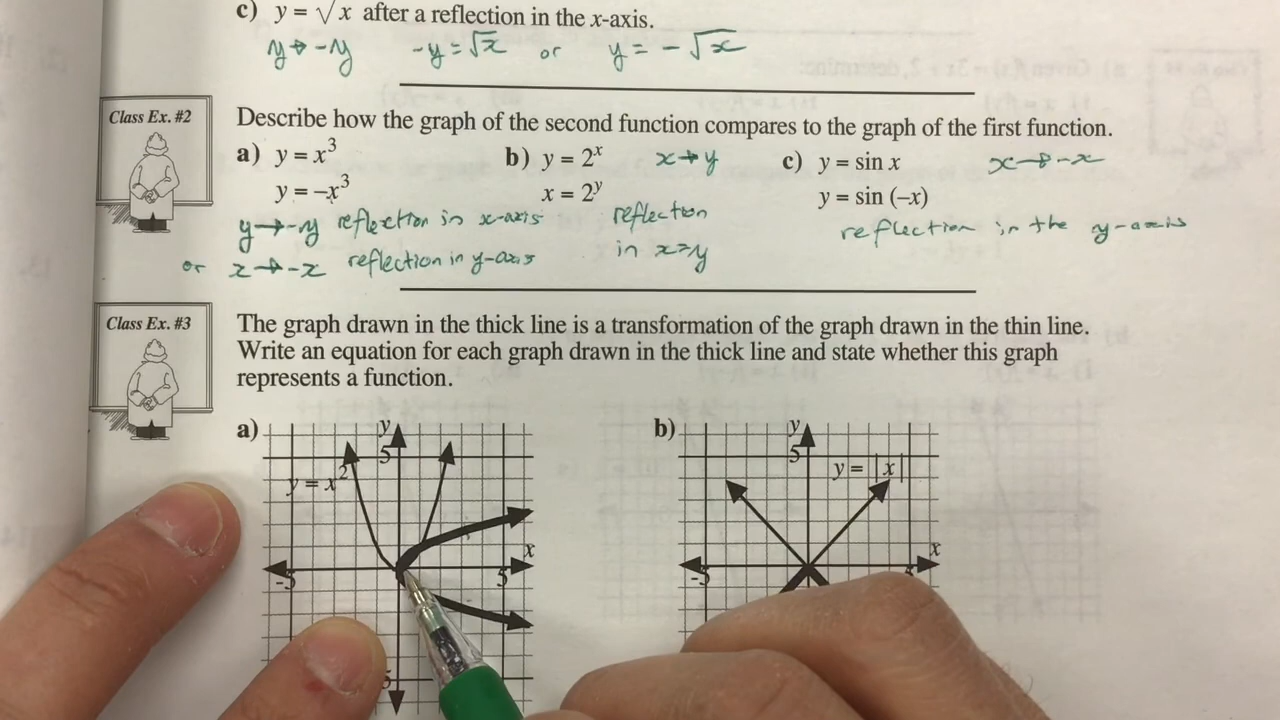 c) y = √x after a reflection in the x-axis.
y → -y -y = √x or y = -√x
Class Ex. #2
Describe how the graph of the second function compares to the graph of the first function.
a) y = x³ b) y = 2ˣ x → y c) y = sin x x → -x
y = –x³ x = 2ʸ y = sin (–x)
y → -y reflection in x-axis reflection reflection in the y-axis
or x → -x reflection in y-axis in x=y
Class Ex. #3
The graph drawn in the thick line is a transformation of the graph drawn in the thin line.
Write an equation for each graph drawn in the thick line and state whether this graph
represents a function.
a) y 5 b) y 5
y = x² y = |x|
x x
-5 5 -5
5